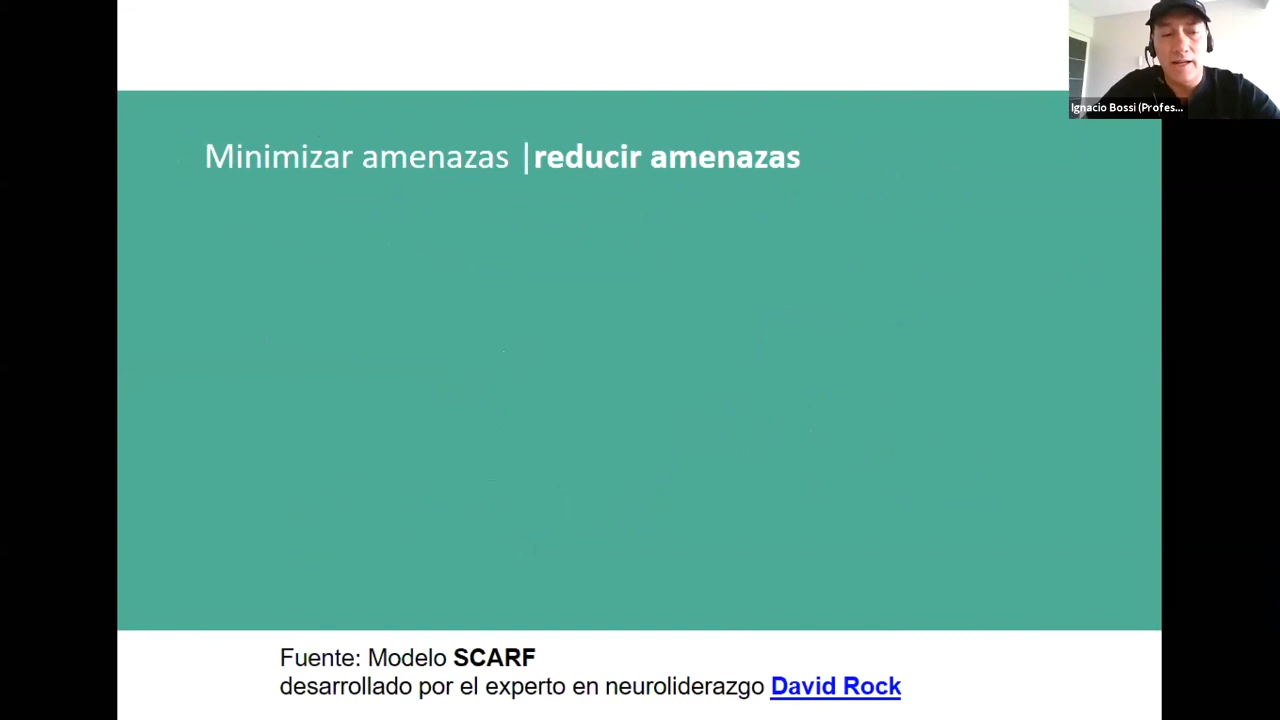 Ignacio Bossi (Profes...
Minimizar amenazas |reducir amenazas
Fuente: Modelo SCARF
desarrollado por el experto en neuroliderazgo David Rock